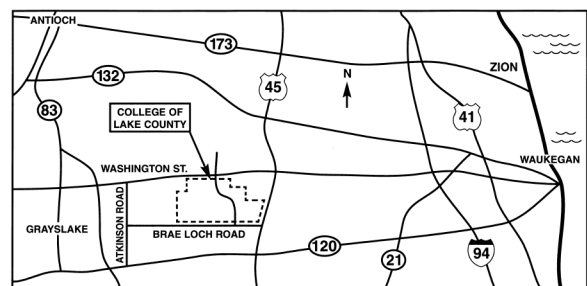 ANTIOCH
173
ZION
132
N
45
COLLEGE OF
LAKE COUNTY
83
41
WAUKEGAN
WASHINGTON ST.
ATKINSON ROAD
GRAYSLAKE
BRAE LOCH ROAD
120
21
94